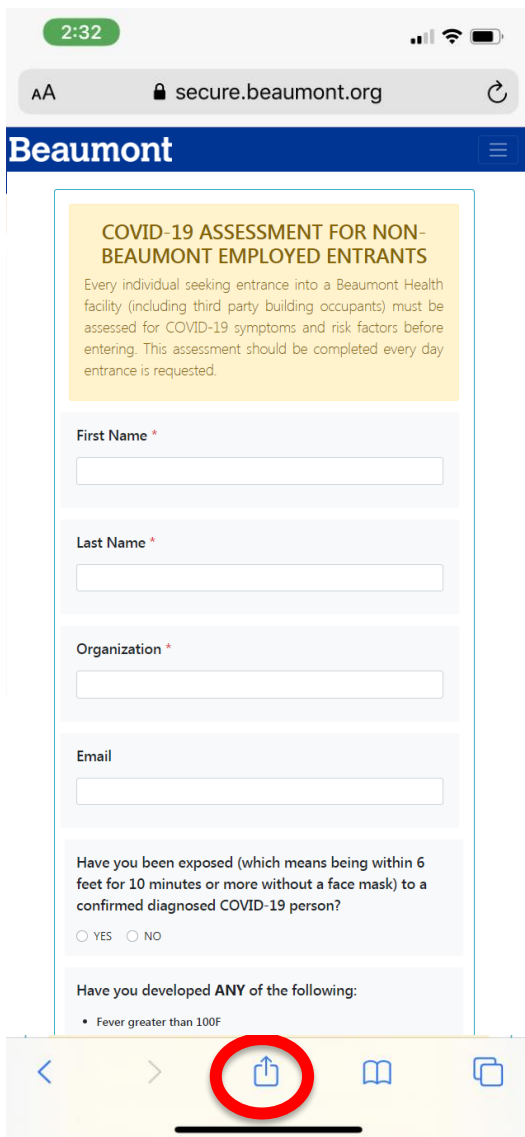 2:32
AA secure.beaumont.org
Beaumont
COVID-19 ASSESSMENT FOR NON-
BEAUMONT EMPLOYED ENTRANTS
Every individual seeking entrance into a Beaumont Health
facility (including third party building occupants) must be
assessed for COVID-19 symptoms and risk factors before
entering. This assessment should be completed every day
entrance is requested.
First Name *
Last Name *
Organization *
Email
Have you been exposed (which means being within 6
feet for 10 minutes or more without a face mask) to a
confirmed diagnosed COVID-19 person?
YES NO
Have you developed ANY of the following:
• Fever greater than 100F